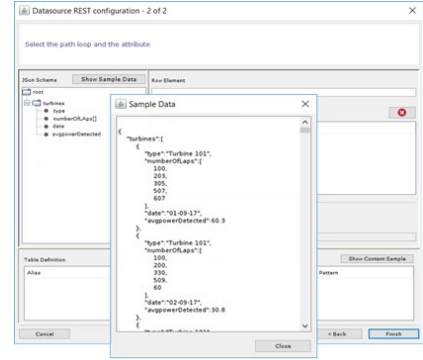 Datasource REST configuration - 2 of 2
Select the path loop and the attribute
JSon Schema
Show Sample Data
Row Element
root
turbines
type
numberOfLaps[]
date
avgpowerDetected
Sample Data
{
"turbines":[
{
"type":"Turbine 101",
"numberOfLaps":[
100,
203,
305,
507,
607
],
"date":"01-09-17",
"avgpowerDetected":60.3
},
{
"type":"Turbine 101",
"numberOfLaps":[
100,
200,
330,
509,
60
],
"date":"02-09-17",
"avgpowerDetected":30.8
},
{
Close
Table Definition
Show Content Sample
Alias
Pattern
Cancel
< Back
Finish